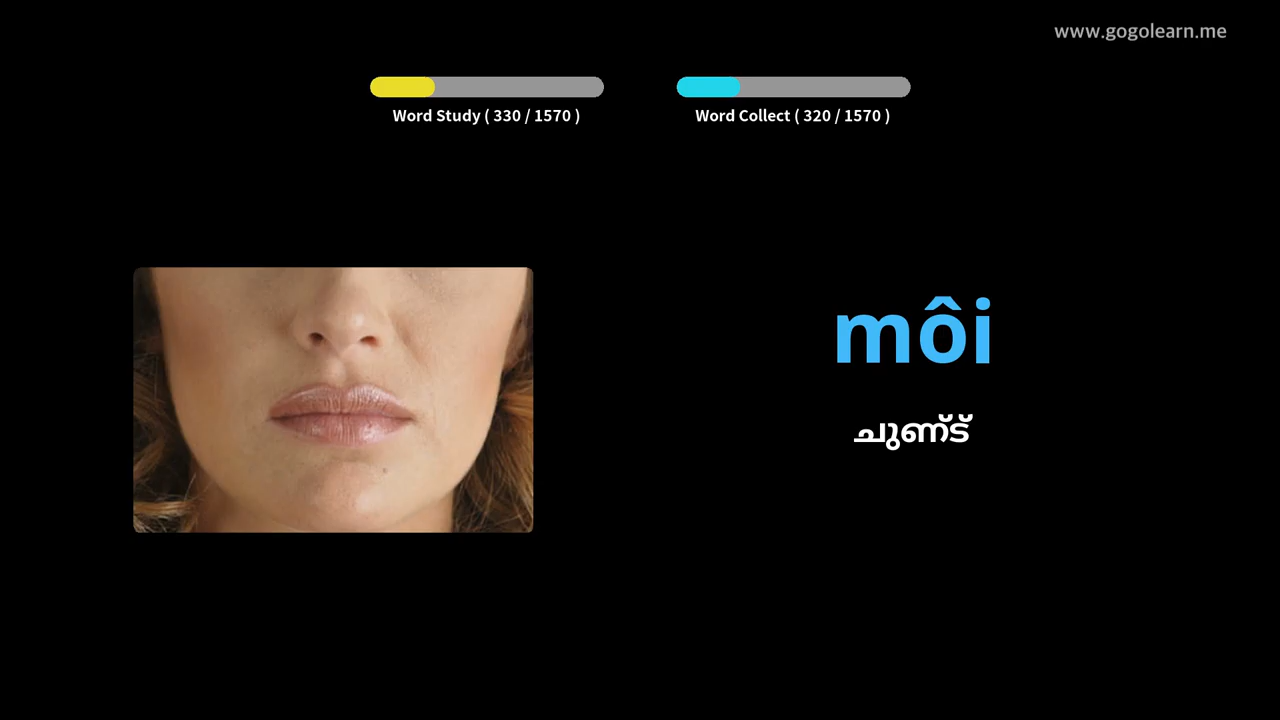 www.gogolearn.me
Word Study ( 330 / 1570 )
Word Collect ( 320 / 1570 )
môi
ചുണ്ട്